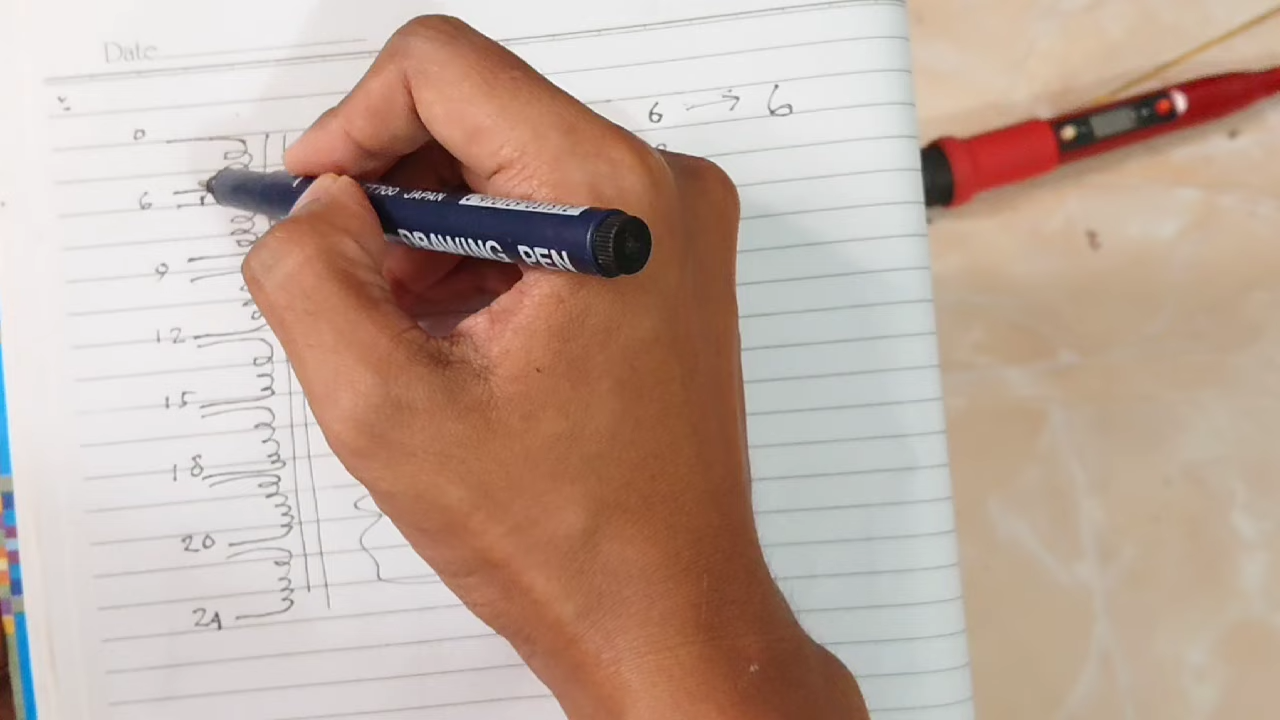 Date
6 → 6
0
6
9
12
15
18
20
24
JAPAN
DRAWING PEN